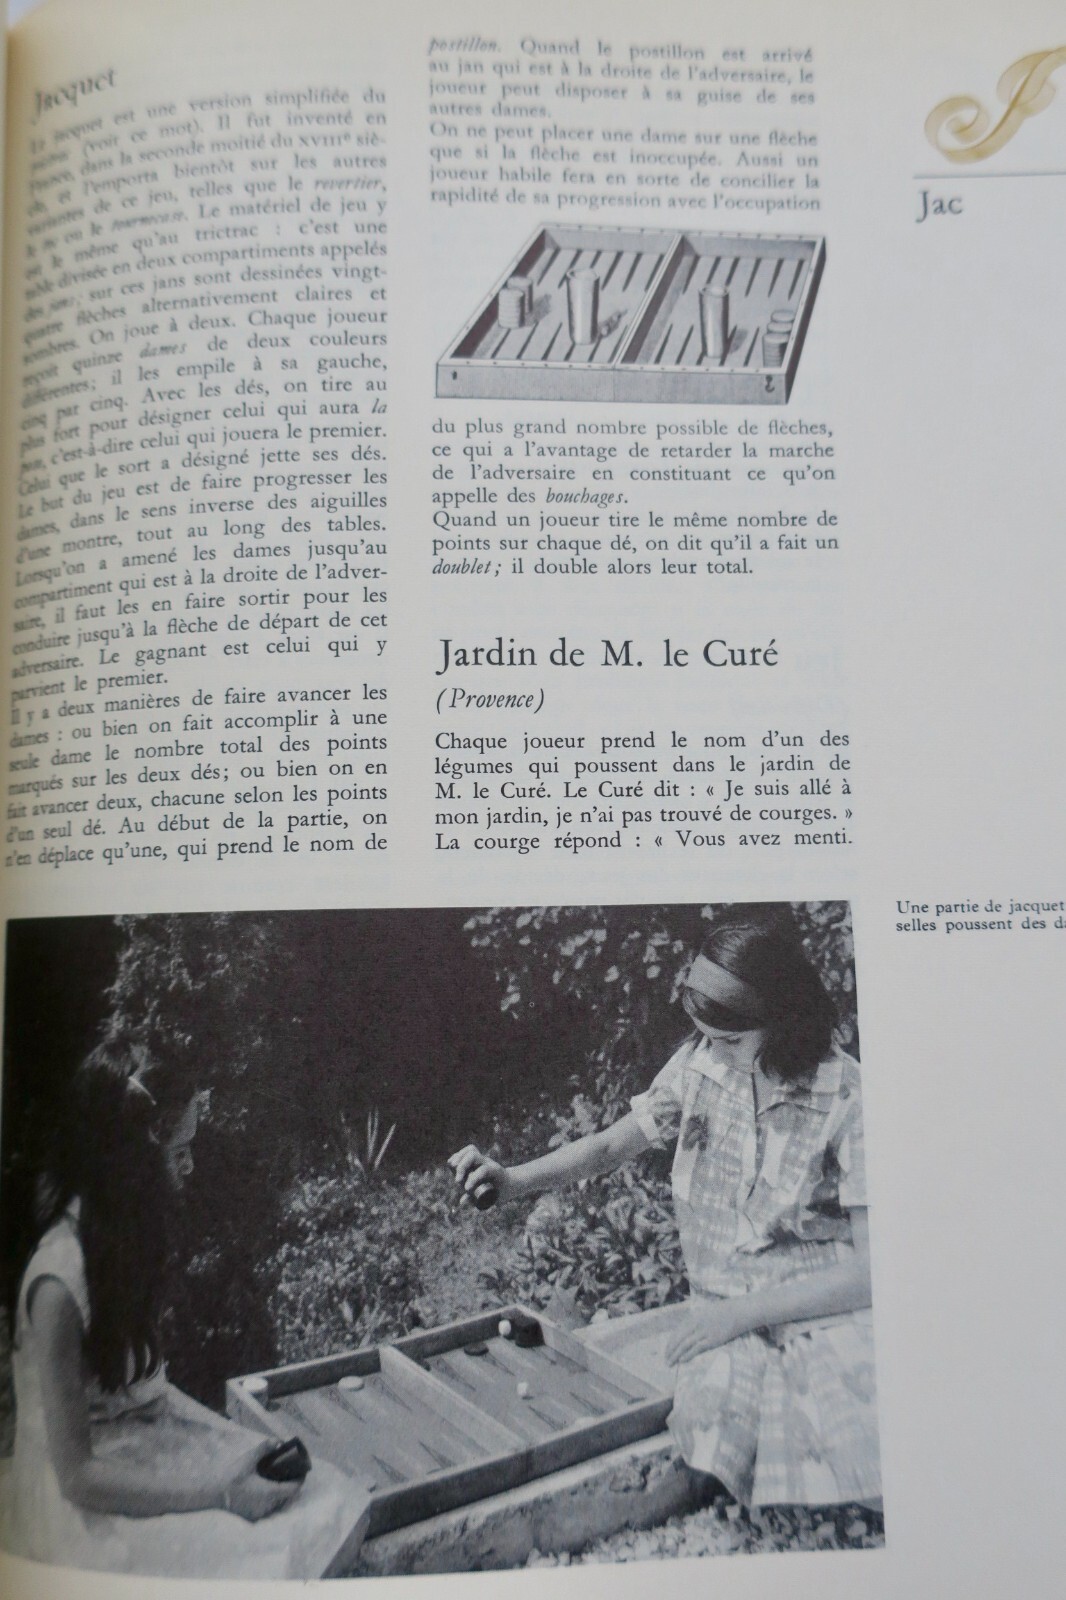 Jacquet
Le jacquet est une version simplifiée du
(voir ce mot). Il fut inventé en
France, dans la seconde moitié du XVIIIe siè-
cle, et l'emporta bientôt sur les autres
variantes de ce jeu, telles que le revertier,
le ou le tournecase. Le matériel de jeu y
est le même qu'au trictrac : c'est une
table divisée en deux compartiments appelés
des jans; sur ces jans sont dessinées vingt-
quatre flèches alternativement claires et
sombres. On joue à deux. Chaque joueur
reçoit quinze dames de deux couleurs
différentes; il les empile à sa gauche,
cinq par cinq. Avec les dés, on tire au
plus fort pour désigner celui qui aura la
c'est-à-dire celui qui jouera le premier.
Celui que le sort a désigné jette ses dés.
Le but du jeu est de faire progresser les
dames, dans le sens inverse des aiguilles
d'une montre, tout au long des tables.
Lorsqu'on a amené les dames jusqu'au
compartiment qui est à la droite de l'adver-
saire, il faut les en faire sortir pour les
conduire jusqu'à la flèche de départ de cet
adversaire. Le gagnant est celui qui y
parvient le premier.
Il y a deux manières de faire avancer les
dames : ou bien on fait accomplir à une
seule dame le nombre total des points
marqués sur les deux dés; ou bien on en
fait avancer deux, chacune selon les points
d'un seul dé. Au début de la partie, on
n'en déplace qu'une, qui prend le nom de
postillon. Quand le postillon est arrivé
au jan qui est à la droite de l'adversaire, le
joueur peut disposer à sa guise de ses
autres dames.
On ne peut placer une dame sur une flèche
que si la flèche est inoccupée. Aussi un
joueur habile fera en sorte de concilier la
rapidité de sa progression avec l'occupation
du plus grand nombre possible de flèches,
ce qui a l'avantage de retarder la marche
de l'adversaire en constituant ce qu'on
appelle des bouchages.
Quand un joueur tire le même nombre de
points sur chaque dé, on dit qu'il a fait un
doublet; il double alors leur total.
Jardin de M. le Curé
(Provence)
Chaque joueur prend le nom d'un des
légumes qui poussent dans le jardin de
M. le Curé. Le Curé dit : « Je suis allé à
mon jardin, je n'ai pas trouvé de courges. »
La courge répond : « Vous avez menti.
J
Jac
Une partie de jacquet
selles poussent des